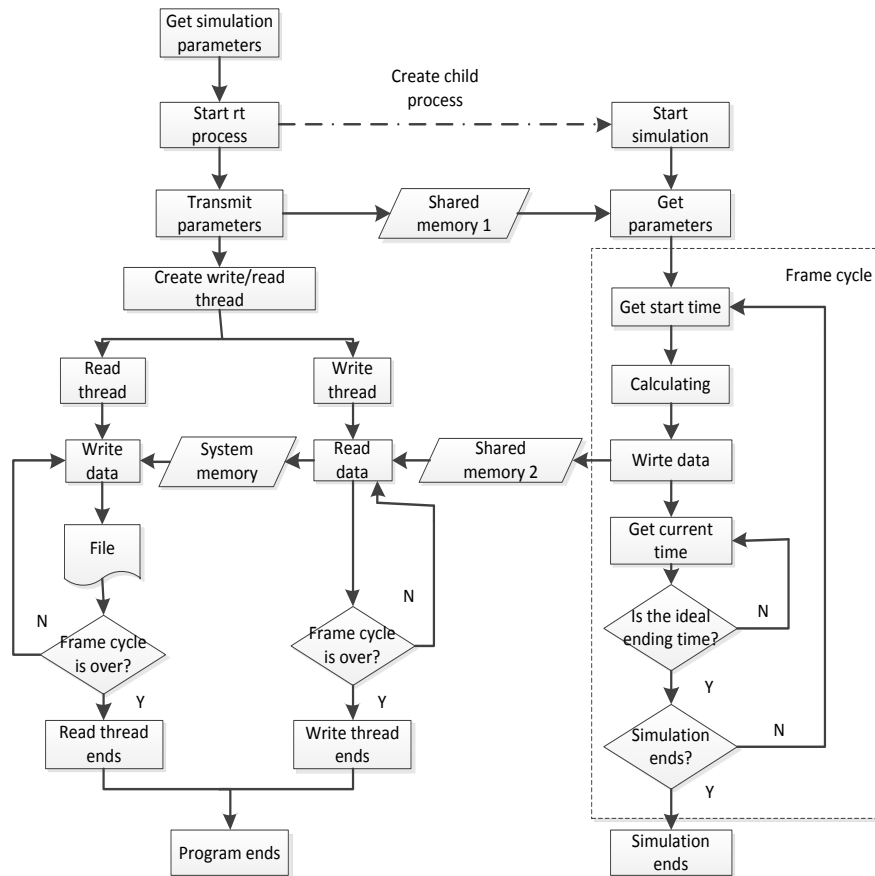 Get simulation
parameters
Create child
process
Start rt
process
Start
simulation
Transmit
parameters
Shared
memory 1
Get
parameters
Create write/read
thread
Frame cycle
Get start time
Read
thread
Write
thread
Calculating
Write
data
System
memory
Read
data
Shared
memory 2
Wirte data
Get current
time
File
N
Is the ideal
ending time?
N
N
Frame cycle
is over?
Frame cycle
is over?
Y
Y
Y
Read thread
ends
Write thread
ends
Simulation
ends?
N
Y
Program ends
Simulation
ends